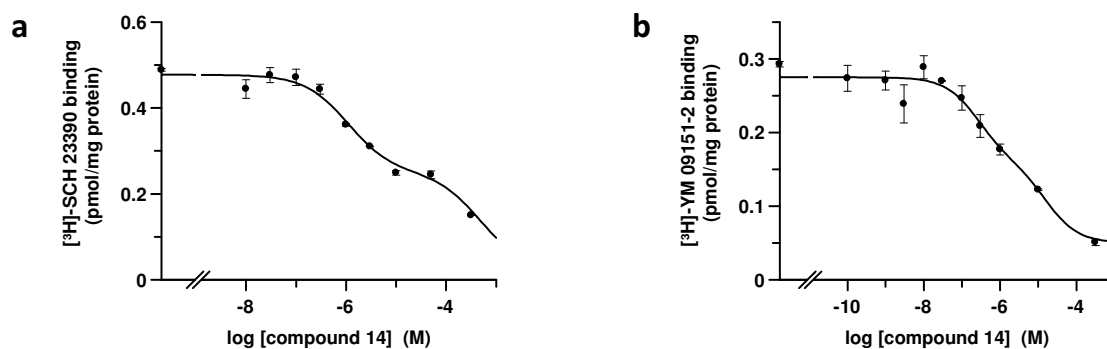 a
[³H]-SCH 23390 binding
(pmol/mg protein)
0.6
0.4
0.2
0
-8
-6
-4
log [compound 14] (M)
b
[³H]-YM 09151-2 binding
(pmol/mg protein)
0.3
0.2
0.1
0
-10
-8
-6
-4
log [compound 14] (M)